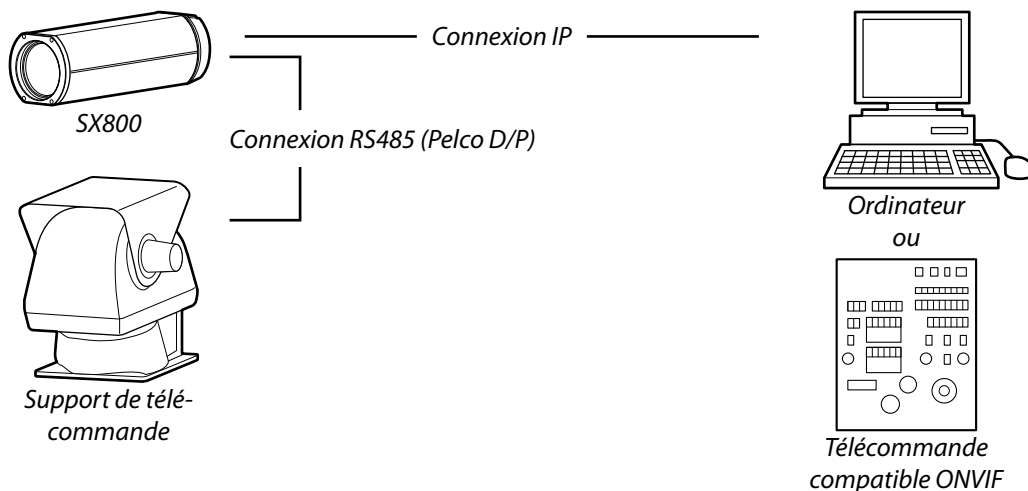 Connexion IP
SX800
Connexion RS485 (Pelco D/P)
Support de télé-
commande
Ordinateur
ou
Télécommande
compatible ONVIF